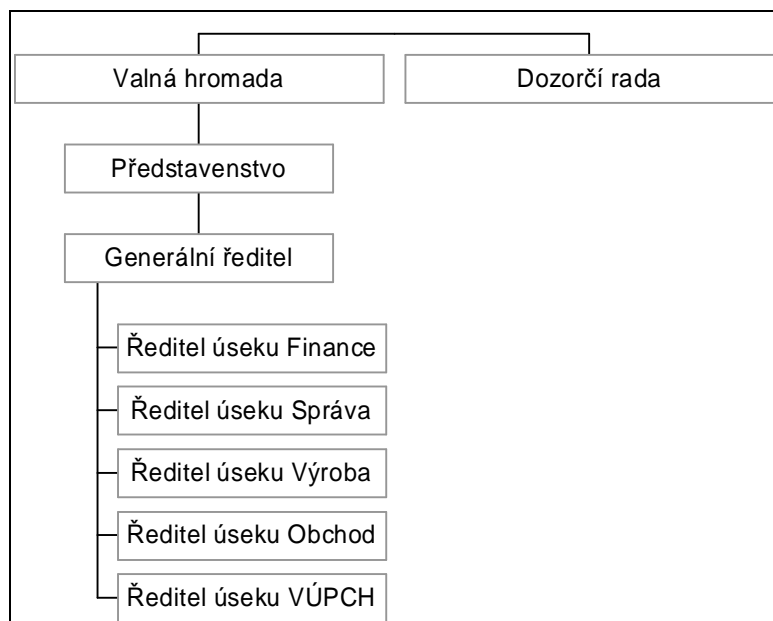 Valná hromada
Dozorčí rada
Představenstvo
Generální ředitel
Ředitel úseku Finance
Ředitel úseku Správa
Ředitel úseku Výroba
Ředitel úseku Obchod
Ředitel úseku VÚPCH